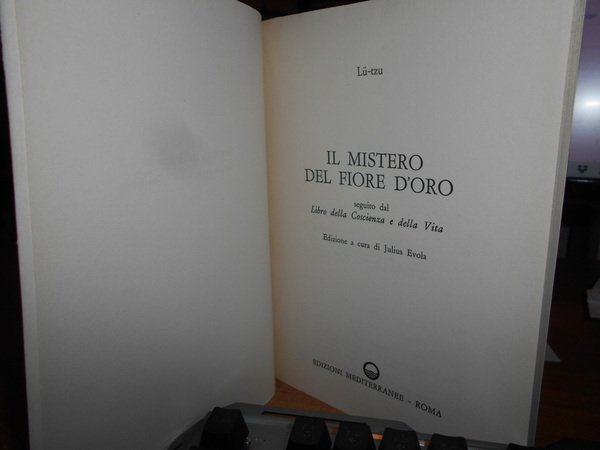 Lü-tzu
IL MISTERO
DEL FIORE D'ORO
seguito dal
Libro della Coscienza e della Vita
Edizione a cura di Julius Evola
EDIZIONI MEDITERRANEE - ROMA